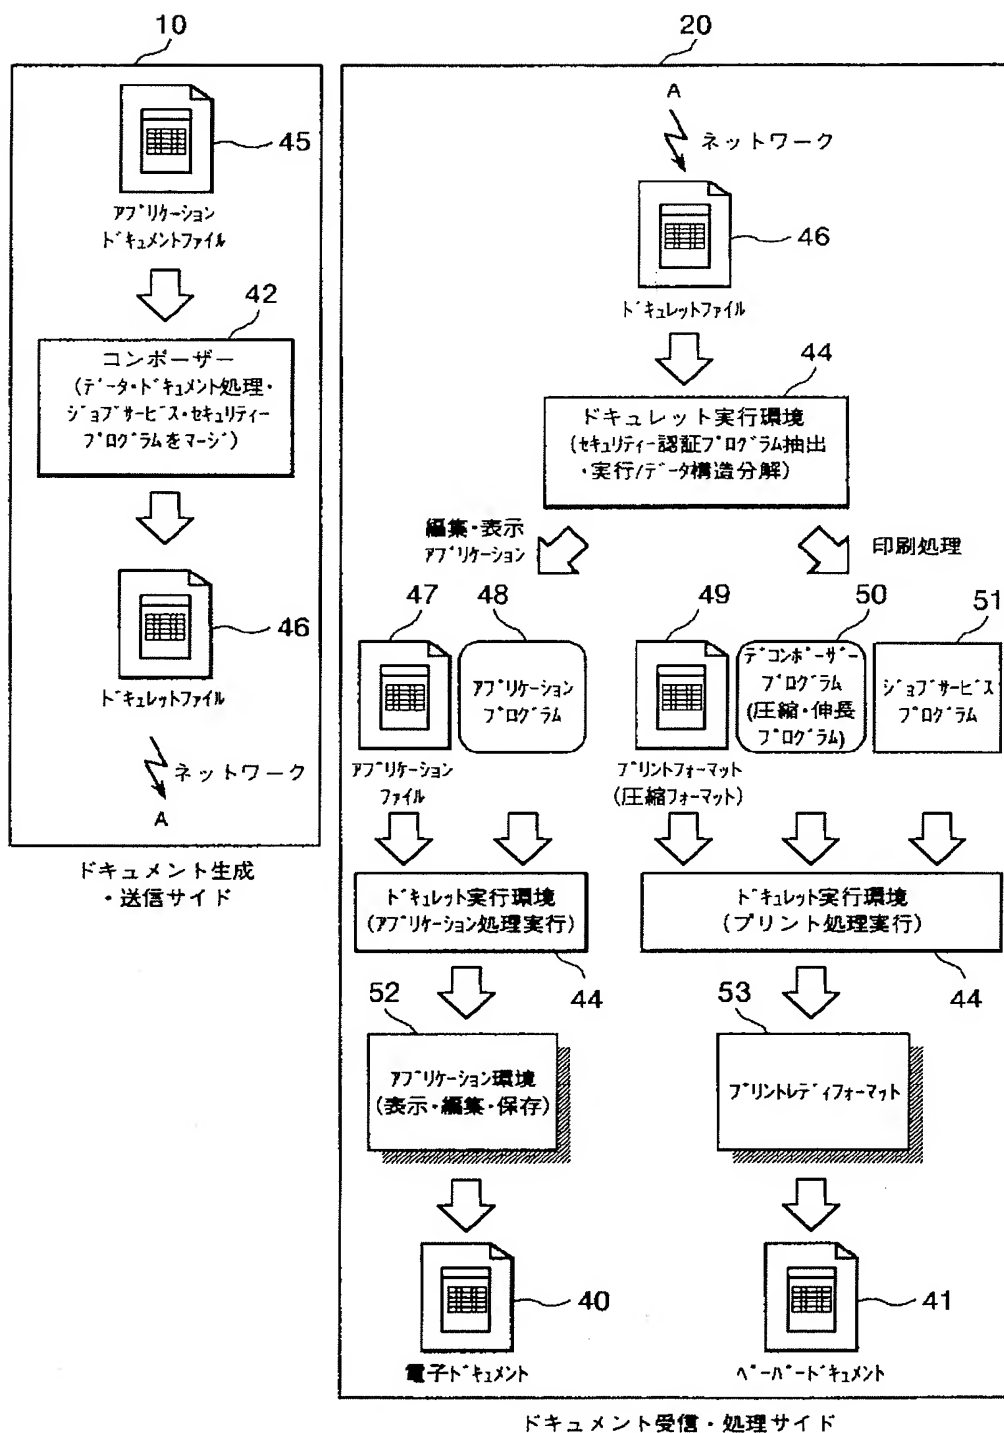 10
45
アプリケーション
ドキュメントファイル
42
コンポーザー
(データ・ドキュメント処理・
ジョブサービス・セキュリティー
プログラムをマージ)
46
ドキュレットファイル
ネットワーク
A
ドキュメント生成
・送信サイド
20
A
ネットワーク
46
ドキュレットファイル
44
ドキュレット実行環境
(セキュリティー認証プログラム抽出
・実行/データ構造分解)
編集・表示
アプリケーション
印刷処理
47
48
49
50
51
アプリケーション
プログラム
デコンポーザー
プログラム
(圧縮・伸長
プログラム)
ジョブサービス
プログラム
アプリケーション
ファイル
プリントフォーマット
(圧縮フォーマット)
ドキュレット実行環境
(アプリケーション処理実行)
ドキュレット実行環境
(プリント処理実行)
44
44
52
53
アプリケーション環境
(表示・編集・保存)
プリントレディフォーマット
40
41
電子ドキュメント
ペーパードキュメント
ドキュメント受信・処理サイド